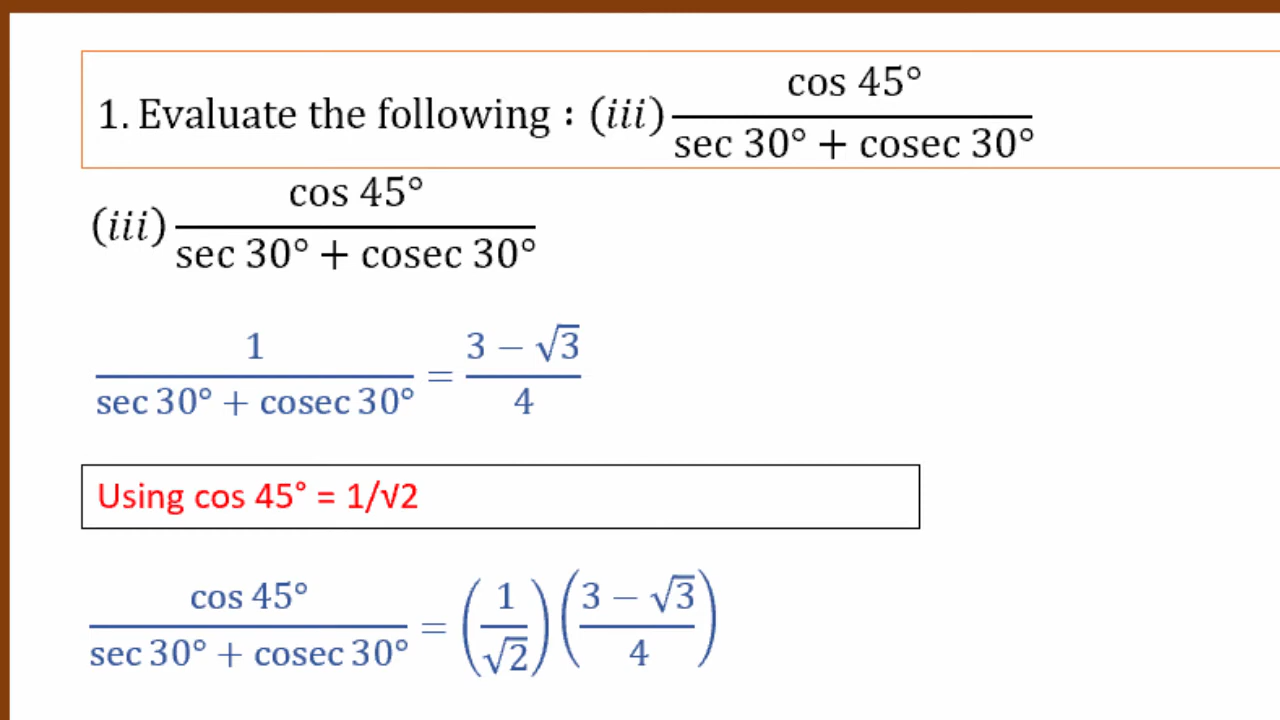 1. Evaluate the following : (iii) cos 45° / sec 30° + cosec 30°
(iii) cos 45° / sec 30° + cosec 30°
1 / sec 30° + cosec 30° = 3 − √3 / 4
Using cos 45° = 1/√2
cos 45° / sec 30° + cosec 30° = (1 / √2) (3 − √3 / 4)